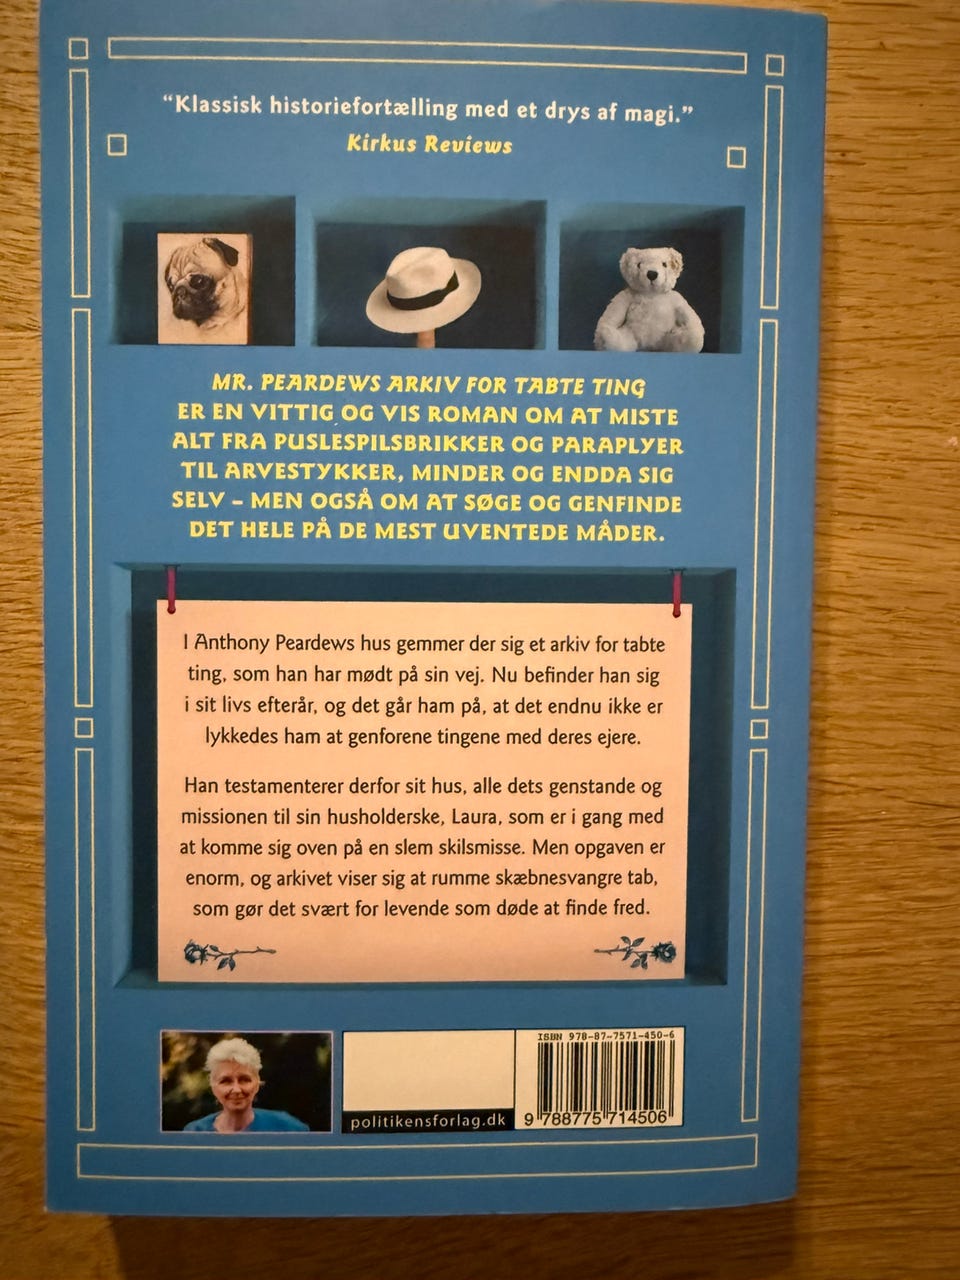 “Klassisk historiefortælling med et drys af magi.”
Kirkus Reviews
MR. PEARDEWS ARKIV FOR TABTE TING
ER EN VITTIG OG VIS ROMAN OM AT MISTE
ALT FRA PUSLESPILSBRIKKER OG PARAPLYER
TIL ARVESTYKKER, MINDER OG ENDDA SIG
SELV – MEN OGSÅ OM AT SØGE OG GENFINDE
DET HELE PÅ DE MEST UVENTEDE MÅDER.
I Anthony Peardews hus gemmer der sig et arkiv for tabte
ting, som han har mødt på sin vej. Nu befinder han sig
i sit livs efterår, og det går ham på, at det endnu ikke er
lykkedes ham at genforene tingene med deres ejere.
Han testamenterer derfor sit hus, alle dets genstande og
missionen til sin husholderske, Laura, som er i gang med
at komme sig oven på en slem skilsmisse. Men opgaven er
enorm, og arkivet viser sig at rumme skæbnesvangre tab,
som gør det svært for levende som døde at finde fred.
politikensforlag.dk
ISBN 978-87-7571-450-6
9 788775 714506